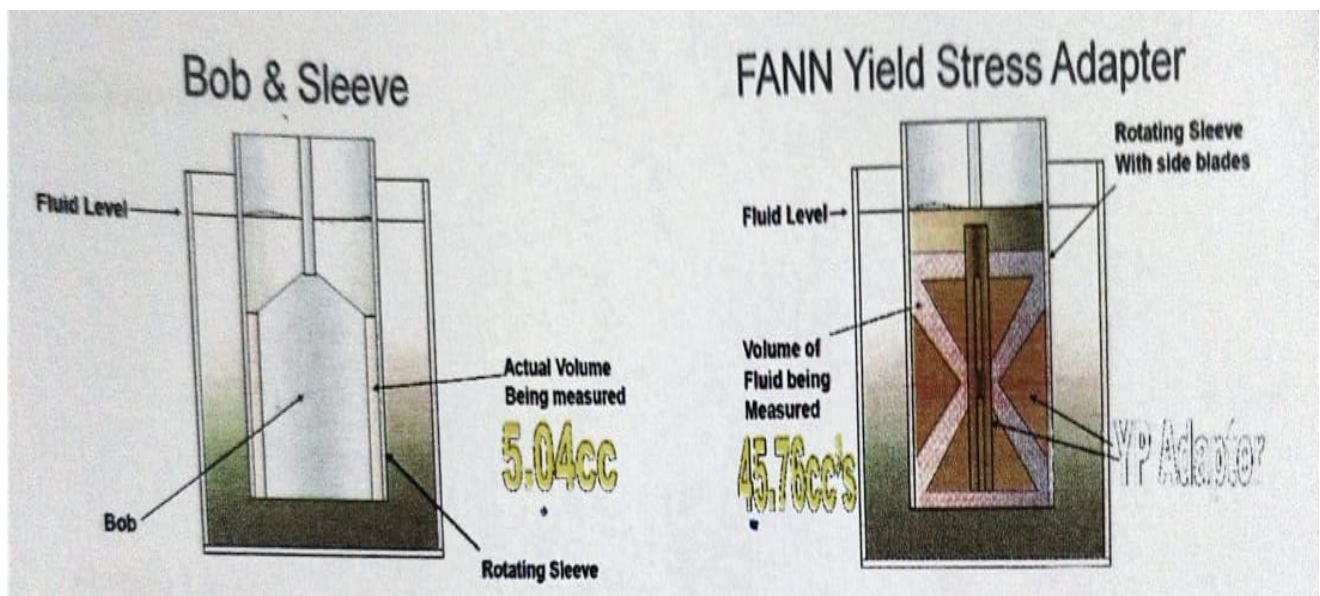 Bob & Sleeve
Fluid Level
Actual Volume
Being measured
5.04cc
Bob
Rotating Sleeve
FANN Yield Stress Adapter
Rotating Sleeve
With side blades
Fluid Level
Volume of
Fluid being
Measured
45.76cc's
YP Adapter